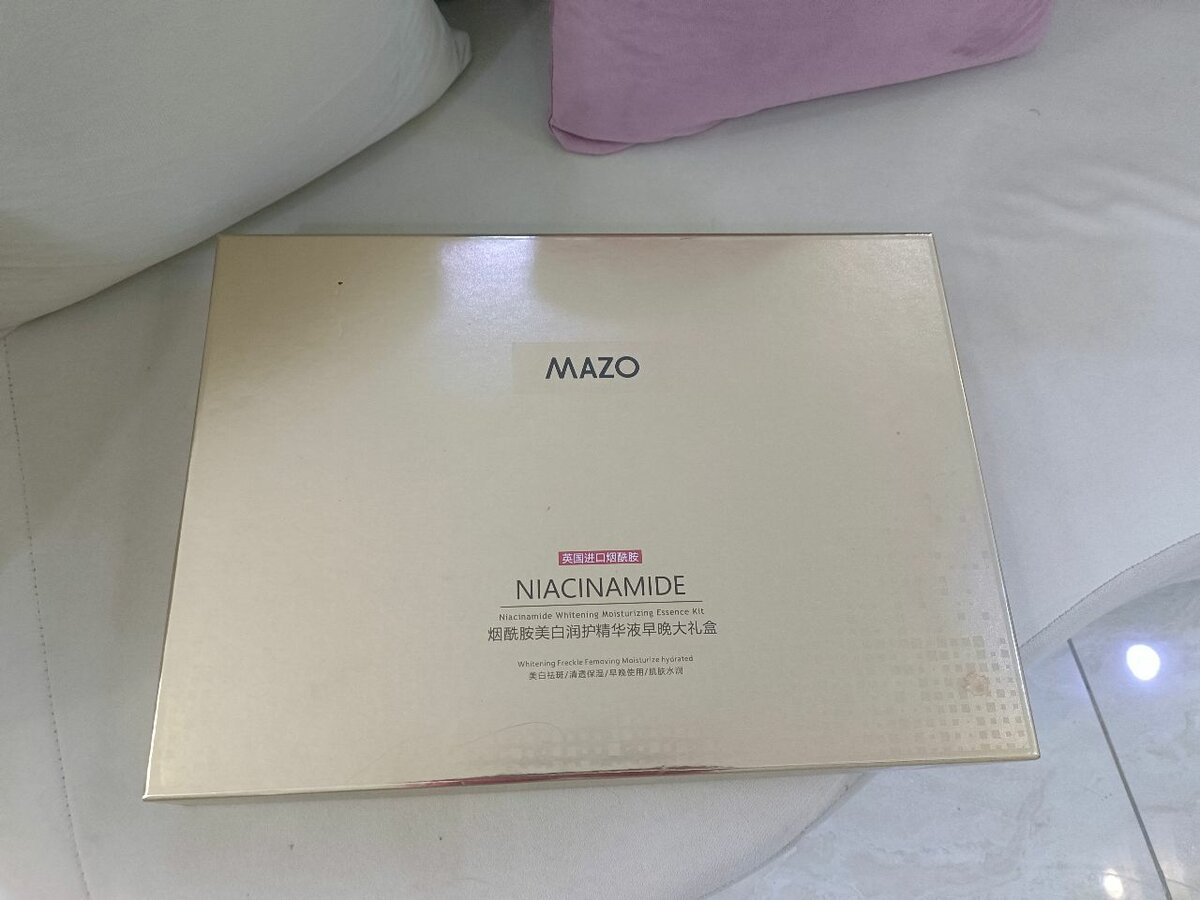 MAZO
英国进口烟酰胺
NIACINAMIDE
Niacinamide Whitening Moisturizing Essence Kit
烟酰胺美白润护精华液早晚大礼盒
Whitening Freckle Femoving Moisturize hydrated
美白祛斑/清透保湿/早晚使用/肌肤水润